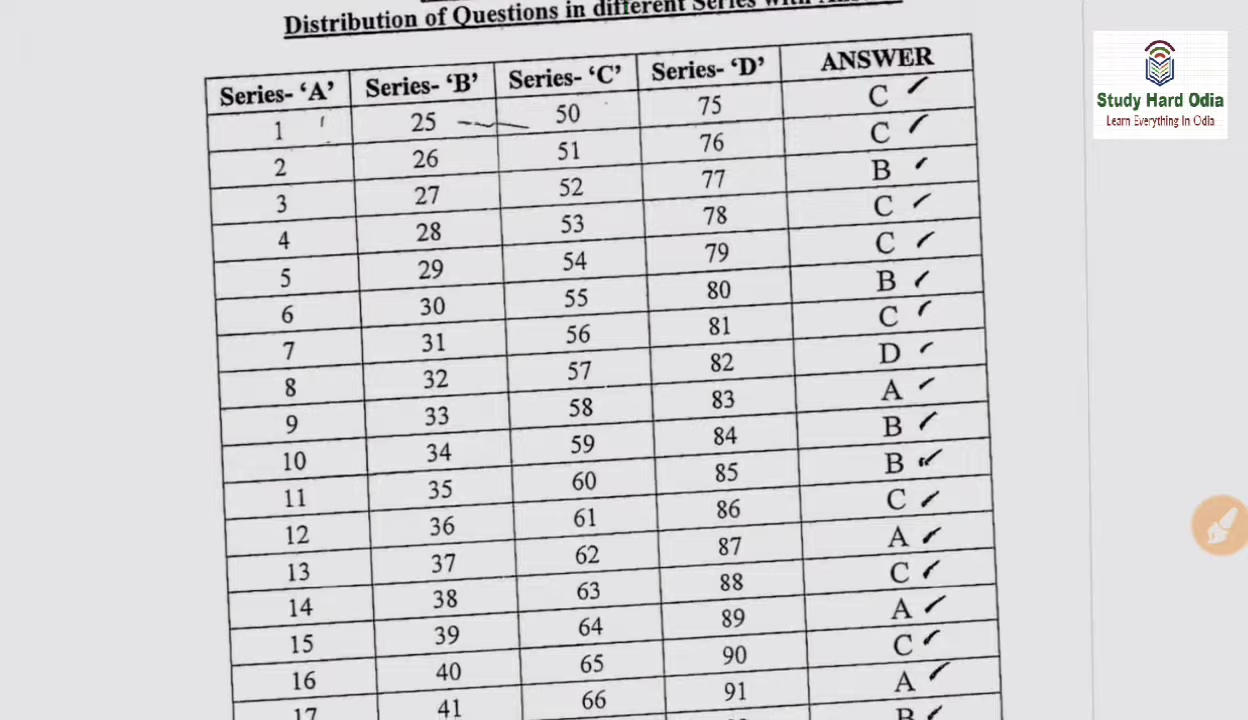 Distribution of Questions in different Series with
Series- ‘A’ Series- ‘B’ Series- ‘C’ Series- ‘D’ ANSWER
1 25 50 75 C
2 26 51 76 C
3 27 52 77 B
4 28 53 78 C
5 29 54 79 C
6 30 55 80 B
7 31 56 81 C
8 32 57 82 D
9 33 58 83 A
10 34 59 84 B
11 35 60 85 B
12 36 61 86 C
13 37 62 87 A
14 38 63 88 C
15 39 64 89 A
16 40 65 90 C
17 41 66 91 A
B
Study Hard Odia
Learn Everything In Odia